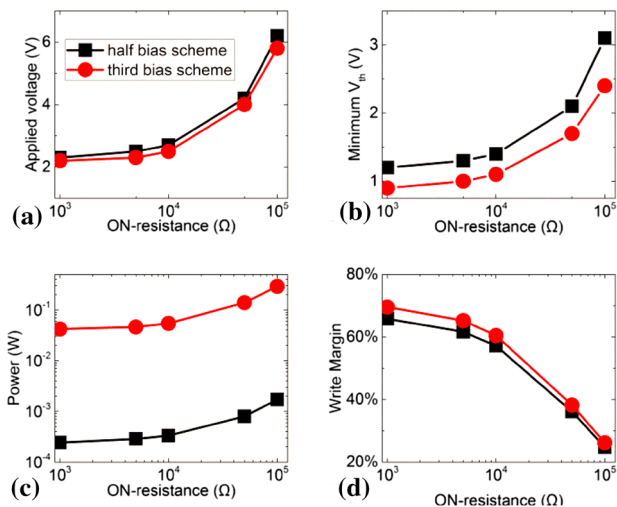 (a)
Applied voltage (V)
6
4
2
half bias scheme
third bias scheme
10³
10⁴
10⁵
ON-resistance (Ω)
(b)
Minimum Vₜₕ (V)
3
2
1
10³
10⁴
10⁵
ON-resistance (Ω)
(c)
Power (W)
10⁻¹
10⁻²
10⁻³
10⁻⁴
10³
10⁴
10⁵
ON-resistance (Ω)
(d)
Write Margin
80%
60%
40%
20%
10³
10⁴
10⁵
ON-resistance (Ω)